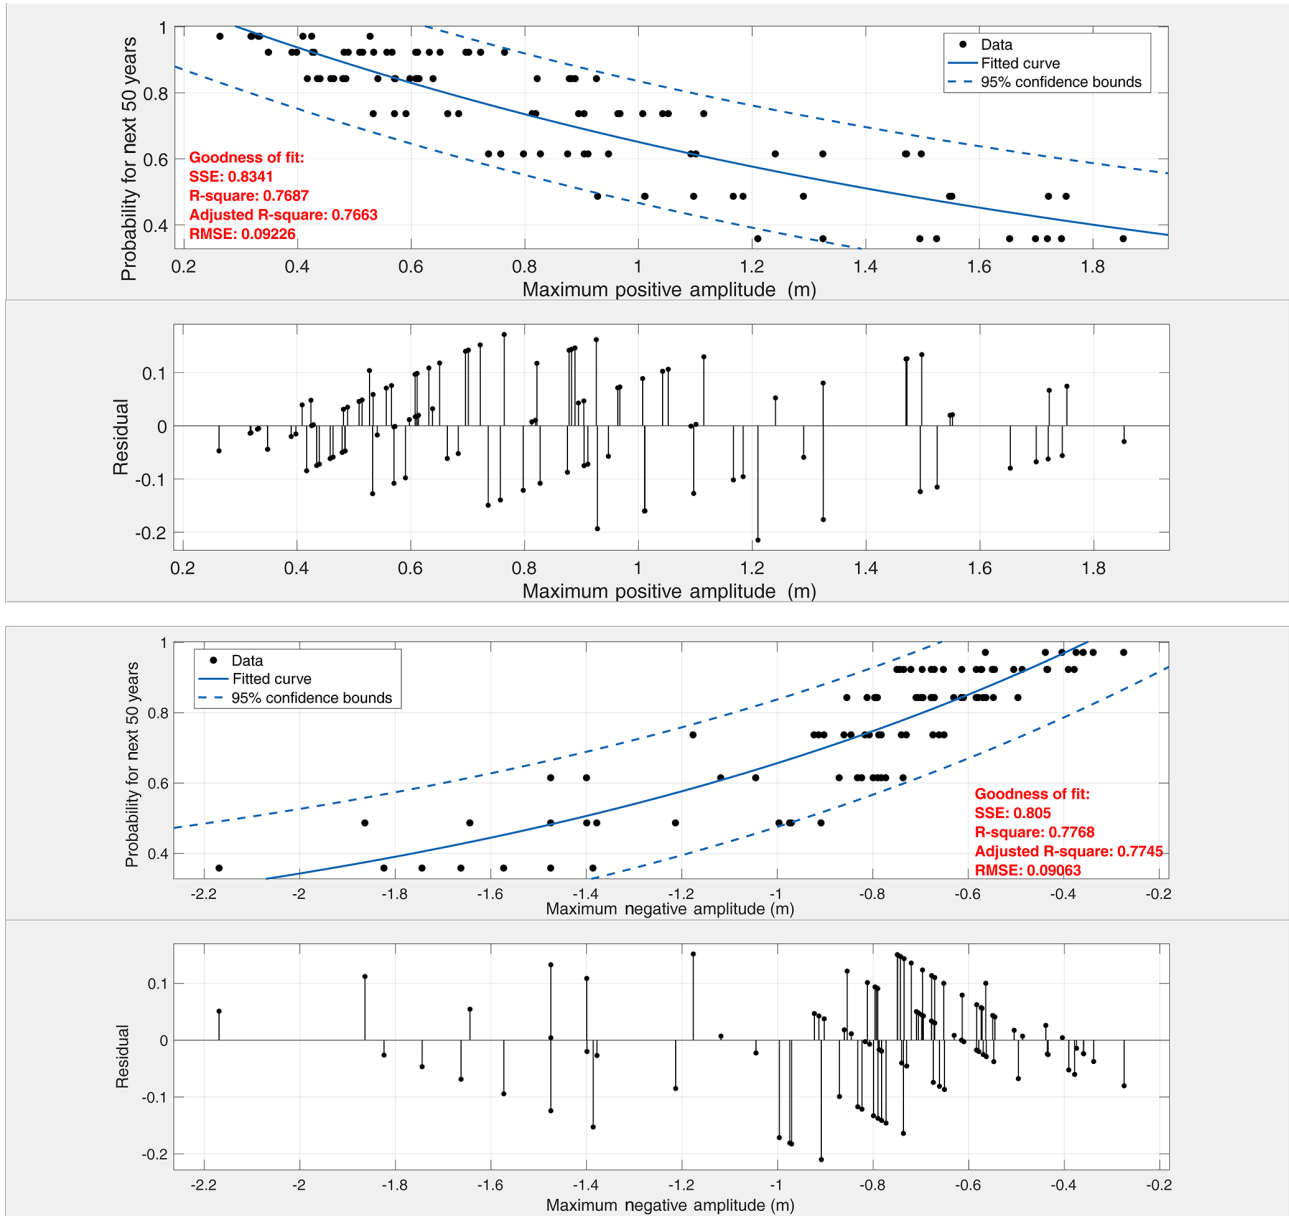 1
0.8
0.6
0.4
Probability for next 50 years
Data
Fitted curve
95% confidence bounds
Goodness of fit:
SSE: 0.8341
R-square: 0.7687
Adjusted R-square: 0.7663
RMSE: 0.09226
0.2 0.4 0.6 0.8 1 1.2 1.4 1.6 1.8
Maximum positive amplitude (m)
0.1
0
-0.1
-0.2
Residual
0.2 0.4 0.6 0.8 1 1.2 1.4 1.6 1.8
Maximum positive amplitude (m)
1
0.8
0.6
0.4
Probability for next 50 years
Data
Fitted curve
95% confidence bounds
Goodness of fit:
SSE: 0.805
R-square: 0.7768
Adjusted R-square: 0.7745
RMSE: 0.09063
-2.2 -2 -1.8 -1.6 -1.4 -1.2 -1 -0.8 -0.6 -0.4 -0.2
Maximum negative amplitude (m)
0.1
0
-0.1
-0.2
Residual
-2.2 -2 -1.8 -1.6 -1.4 -1.2 -1 -0.8 -0.6 -0.4 -0.2
Maximum negative amplitude (m)